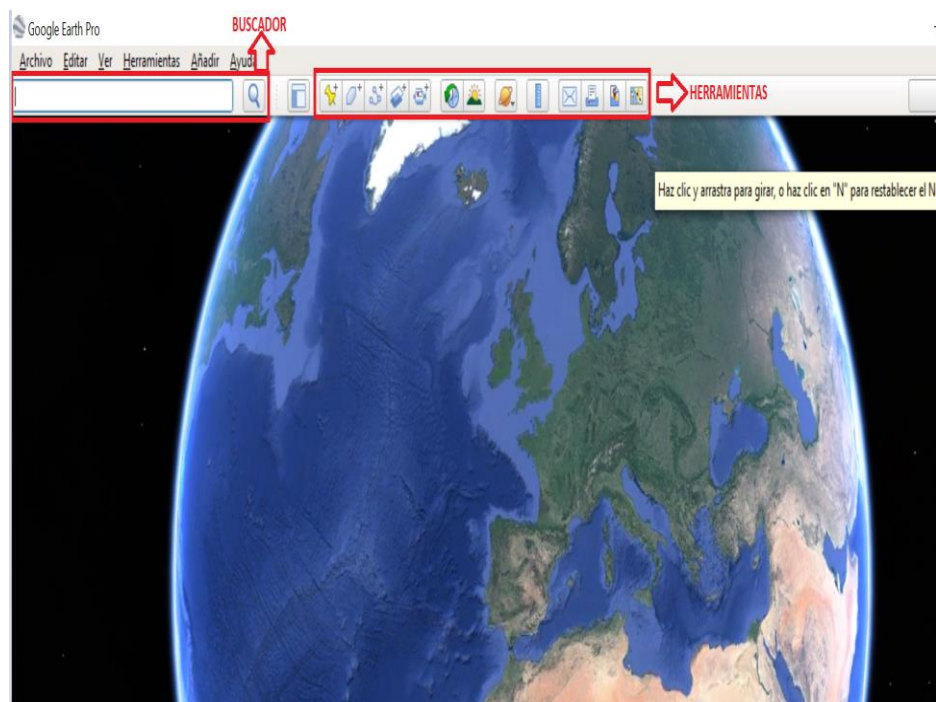 Google Earth Pro
BUSCADOR
Archivo Editar Ver Herramientas Añadir Ayuda
HERRAMIENTAS
Haz clic y arrastra para girar, o haz clic en "N" para restablecer el N